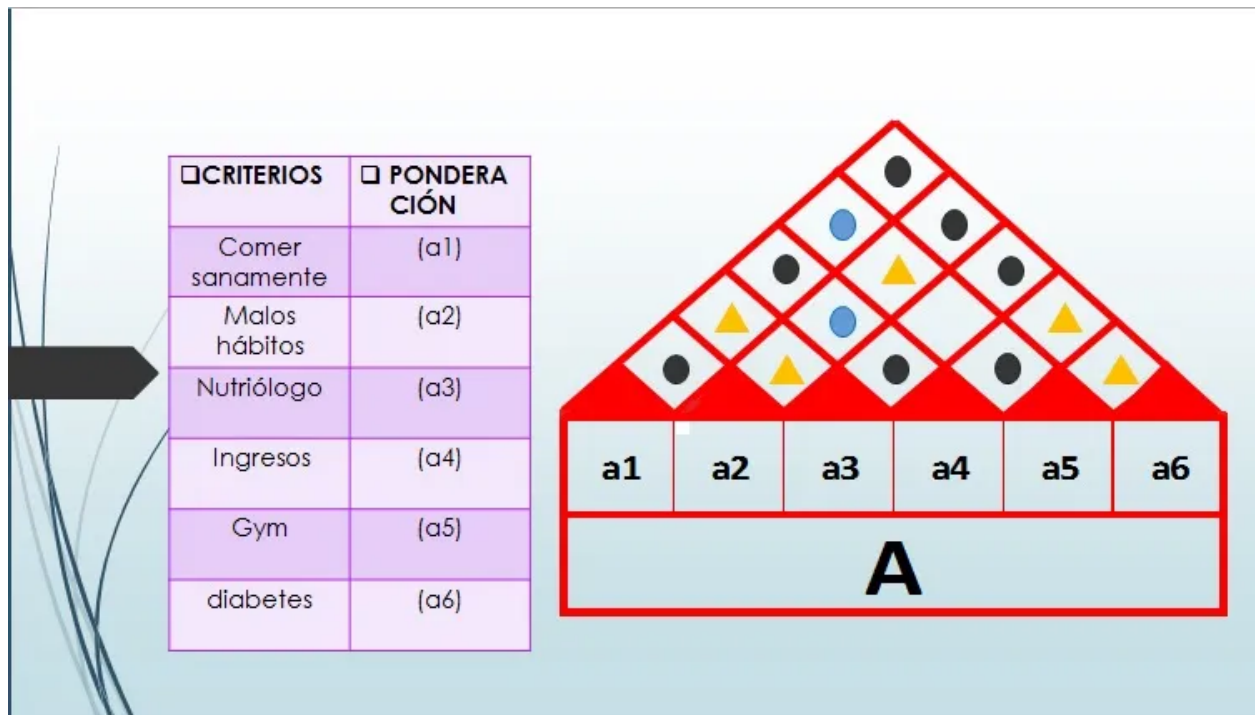 ❑CRITERIOS
❑ PONDERA
CIÓN
Comer
sanamente
(a1)
Malos
hábitos
(a2)
Nutriólogo
(a3)
Ingresos
(a4)
Gym
(a5)
diabetes
(a6)
a1
a2
a3
a4
a5
a6
A